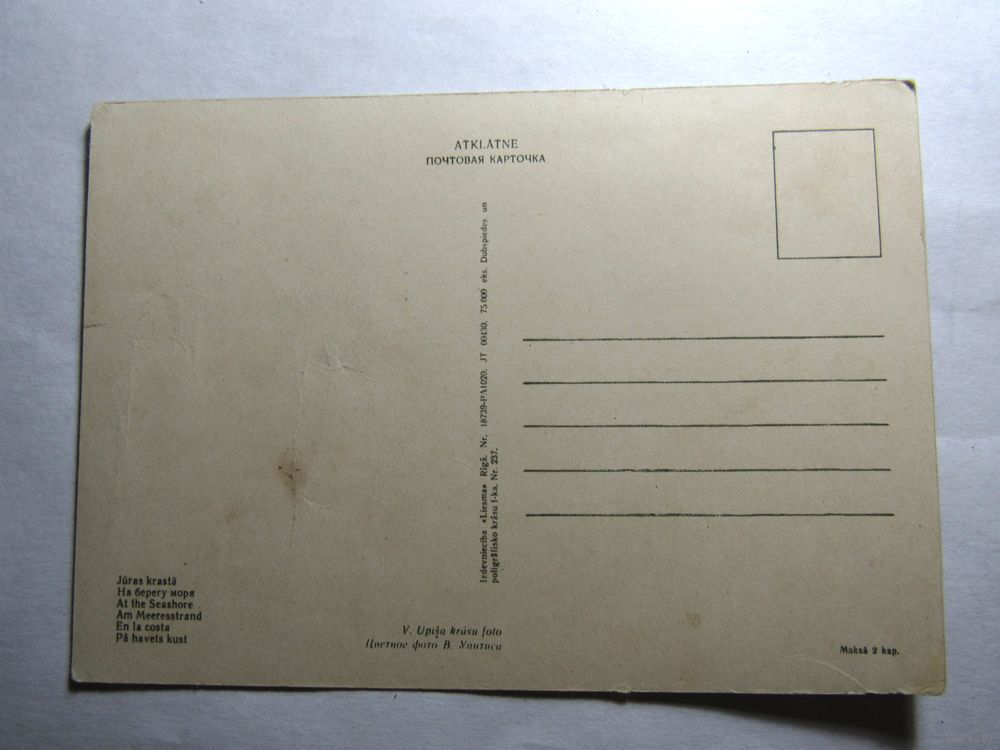 ATKLĀTNE
ПОЧТОВАЯ КАРТОЧКА
Izdevniecība «Liesma» Rīgā. Nr. 18739-PA1020. JT 00430. 75 000 eks. Dobspiedes un
poligrāfisko krāsu f-ka. Nr. 237.
Jūras krastā
На берегу моря
At the Seashore
Am Meeresstrand
En la costa
På havets kust
V. Upīša krāsu foto
Цветное фото В. Упитиса
Maksā 2 kap.